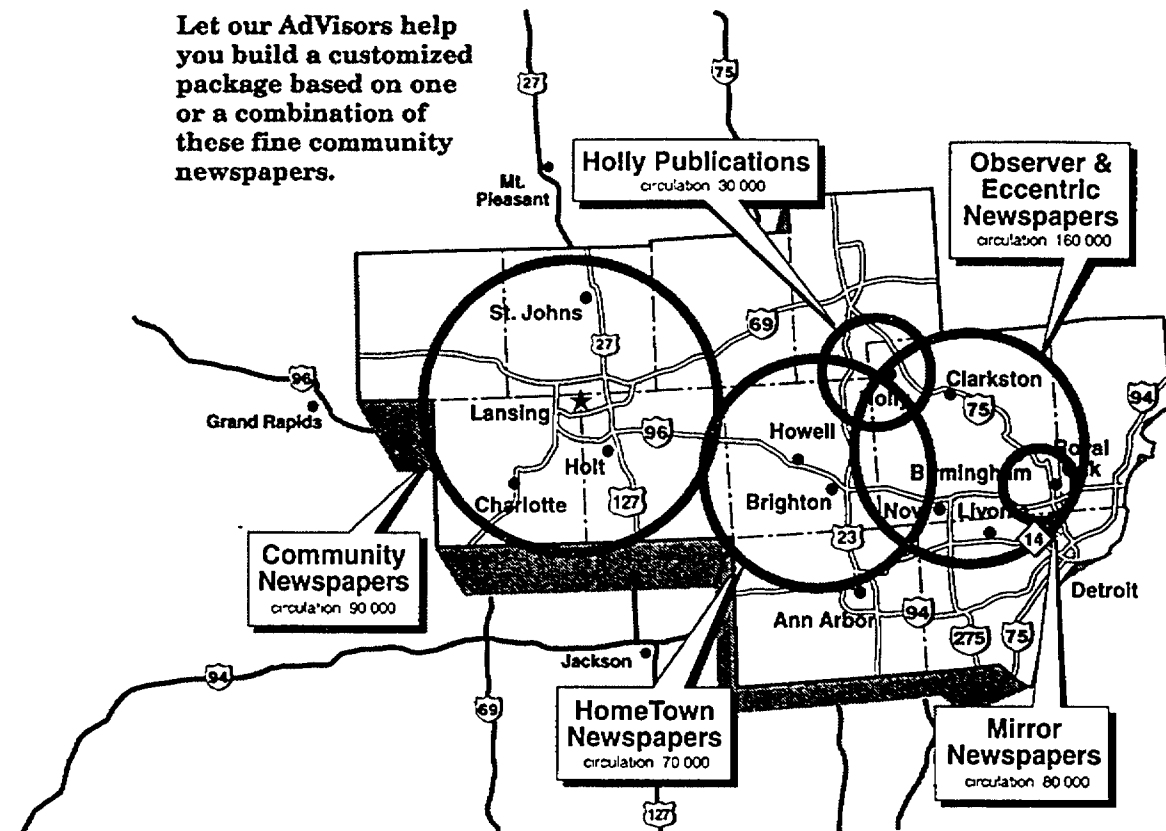 Let our AdVisors help
you build a customized
package based on one
or a combination of
these fine community
newspapers.
27
75
Mt.
Pleasant
Holly Publications
circulation 30 000
Observer &
Eccentric
Newspapers
circulation 160 000
St. Johns
69
27
96
Grand Rapids
Lansing
Clarkston
94
75
Howell
96
Holt
Birmingham
Charlotte
127
Brighton
Community
Newspapers
circulation 90 000
23
14
Detroit
Ann Arbor
94
275
75
Jackson
94
69
HomeTown
Newspapers
circulation 70 000
Mirror
Newspapers
circulation 80 000
127